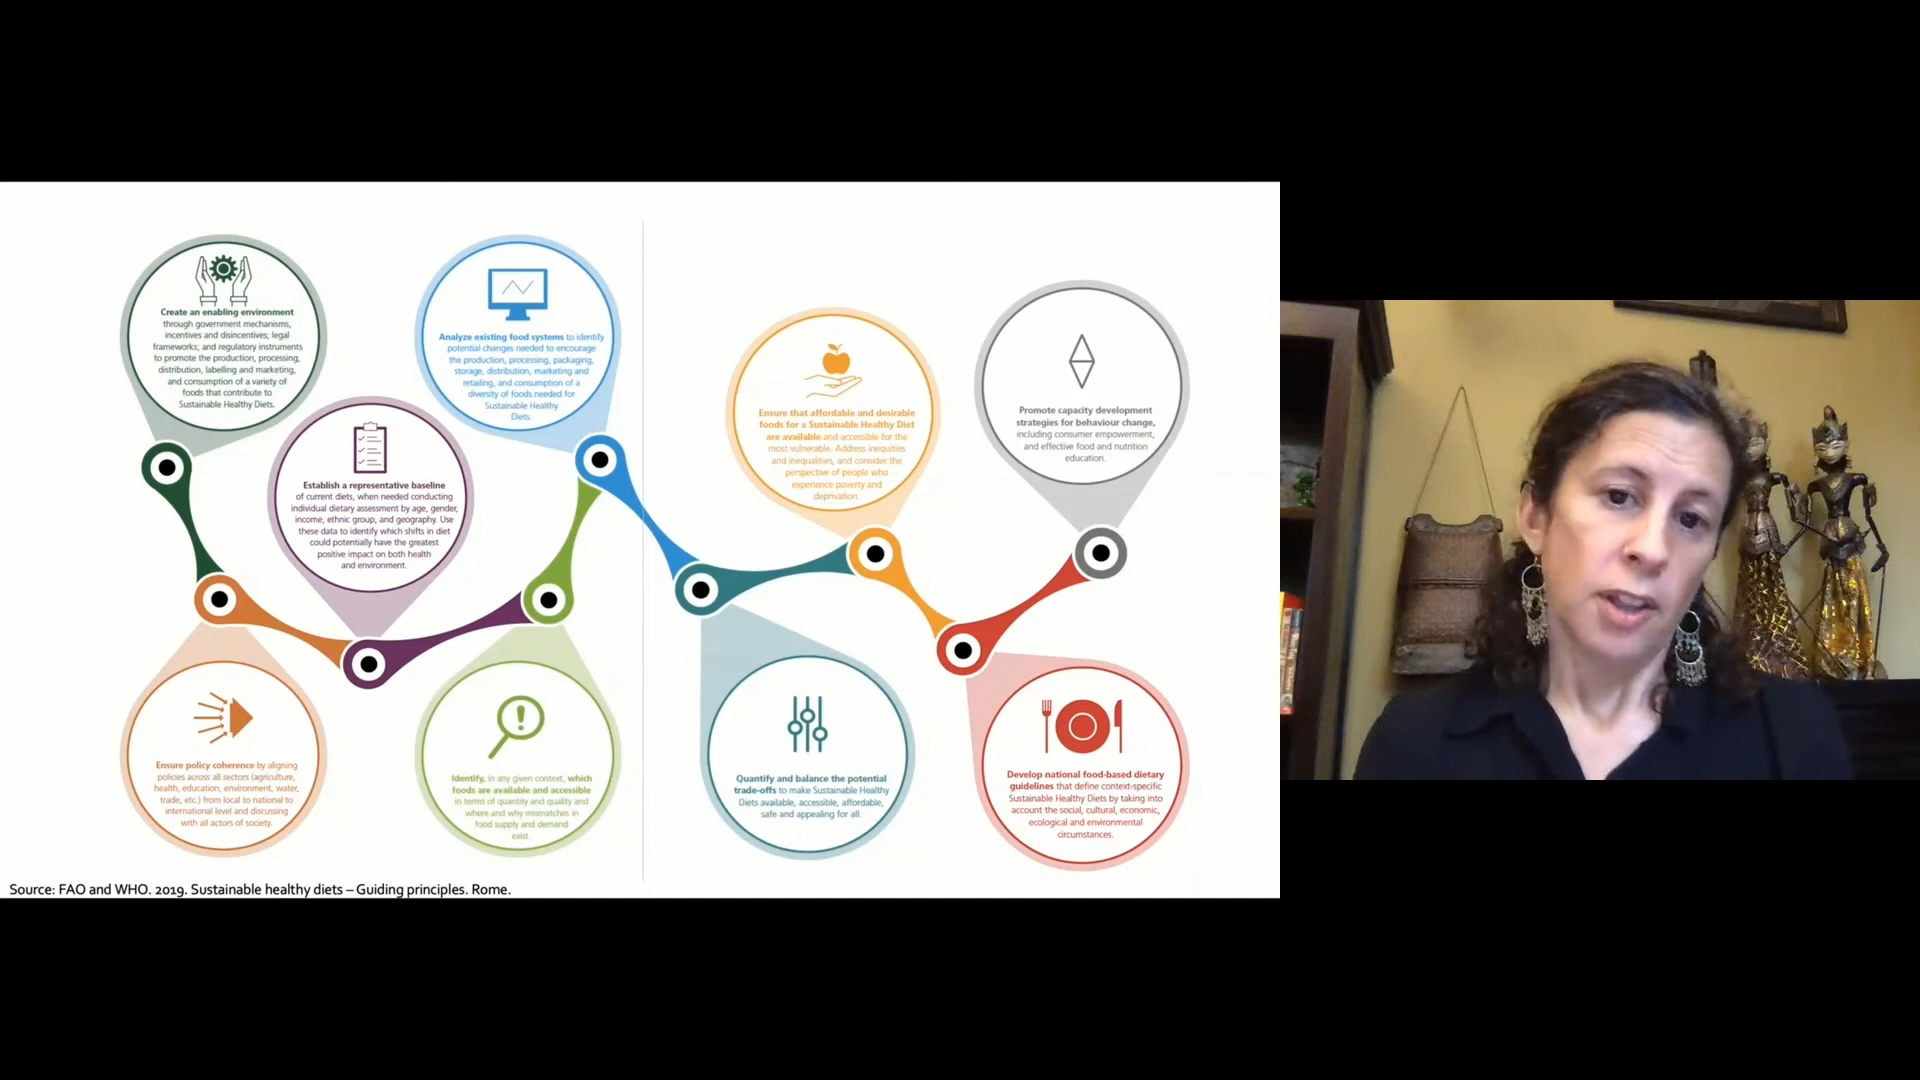 Create an enabling environment
through government mechanisms,
incentives and disincentives; legal
frameworks; and regulatory instruments
to promote the production, processing,
distribution, labelling and marketing,
and consumption of a variety of
foods that contribute to
Sustainable Healthy Diets.
Ensure policy coherence by aligning
policies across all sectors (agriculture,
health, education, environment, water,
trade, etc.) from local to national to
international level and discussing
with all actors of society.
Establish a representative baseline
of current diets, when needed conducting
individual dietary assessment by age, gender,
income, ethnic group, and geography. Use
these data to identify which shifts in diet
could potentially have the greatest
positive impact on both health
and environment.
Identify, in any given context, which
foods are available and accessible
in terms of quantity and quality and
where and why mismatches in
food supply and demand
exist.
Analyze existing food systems to identify
potential changes needed to encourage
the production, processing, packaging,
storage, distribution, marketing and
retailing, and consumption of a
diversity of foods needed for
Sustainable Healthy
Diets.
Quantify and balance the potential
trade-offs to make Sustainable Healthy
Diets available, accessible, affordable,
safe and appealing for all.
Ensure that affordable and desirable
foods for a Sustainable Healthy Diet
are available and accessible for the
most vulnerable. Address inequities
and inequalities, and consider the
perspective of people who
experience poverty and
deprivation.
Develop national food-based dietary
guidelines that define context-specific
Sustainable Healthy Diets by taking into
account the social, cultural, economic,
ecological and environmental
circumstances.
Promote capacity development
strategies for behaviour change,
including consumer empowerment,
and effective food and nutrition
education.
Source: FAO and WHO. 2019. Sustainable healthy diets – Guiding principles. Rome.